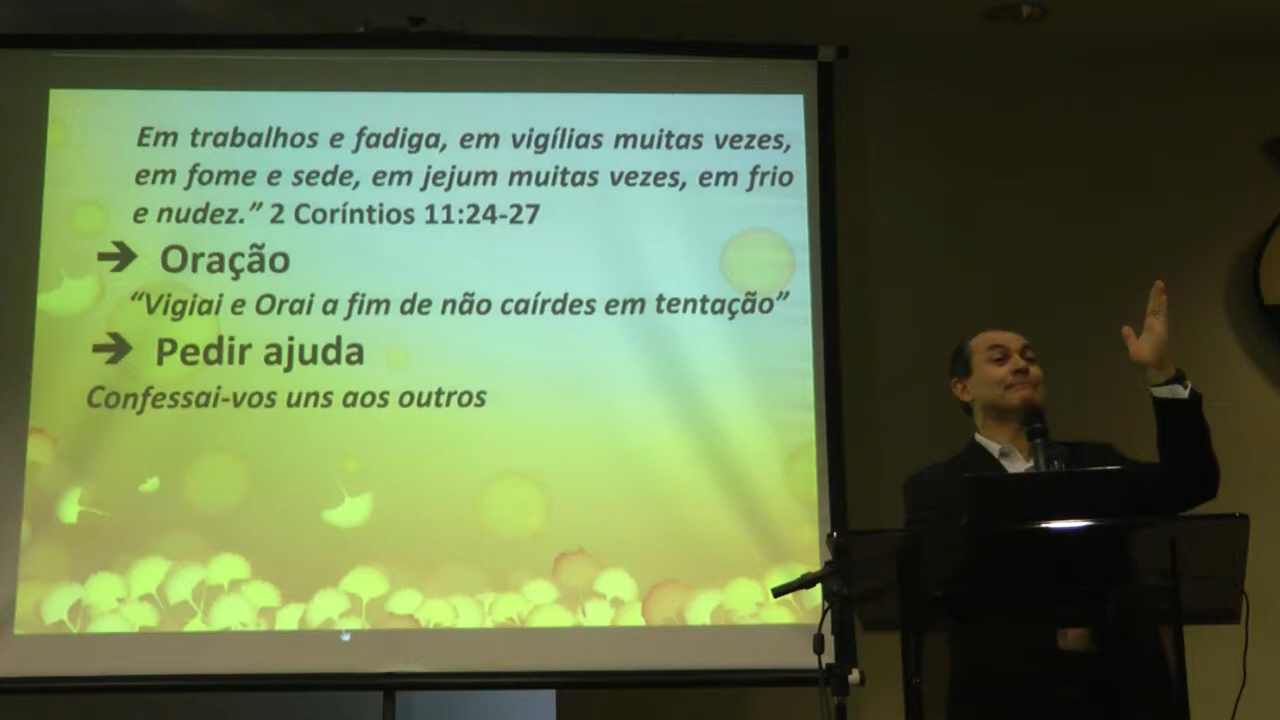 Em trabalhos e fadiga, em vigílias muitas vezes,
em fome e sede, em jejum muitas vezes, em frio
e nudez.” 2 Coríntios 11:24-27
➔ Oração
“Vigiai e Orai a fim de não caírdes em tentação”
➔ Pedir ajuda
Confessai-vos uns aos outros